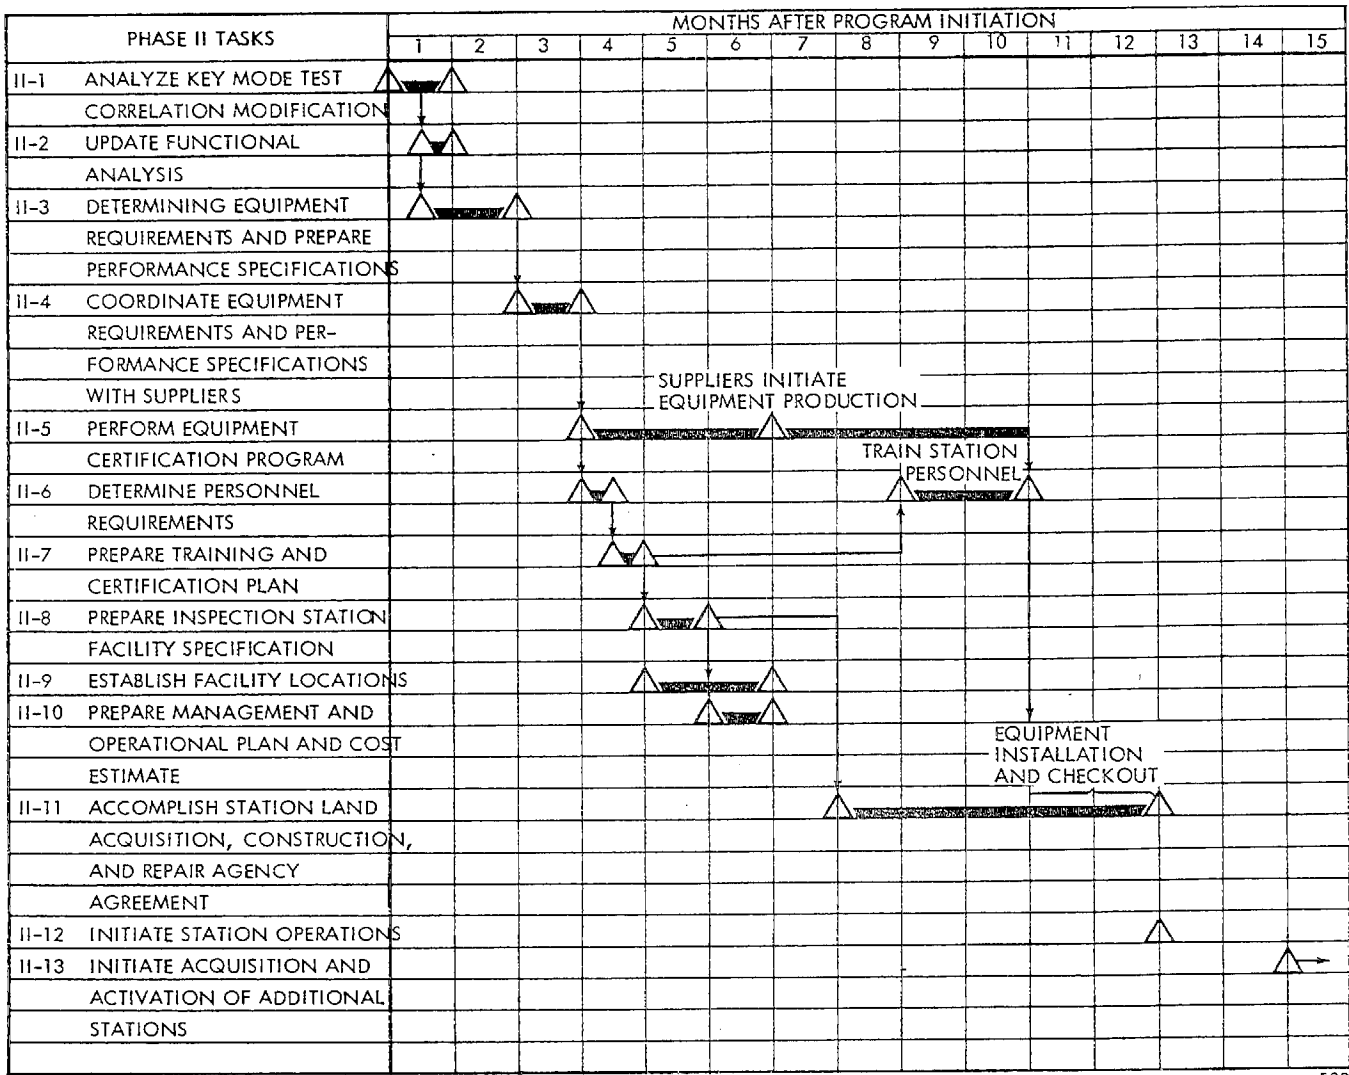 PHASE II TASKS
MONTHS AFTER PROGRAM INITIATION
1 2 3 4 5 6 7 8 9 10 11 12 13 14 15
II-1 ANALYZE KEY MODE TEST
CORRELATION MODIFICATION
II-2 UPDATE FUNCTIONAL
ANALYSIS
II-3 DETERMINING EQUIPMENT
REQUIREMENTS AND PREPARE
PERFORMANCE SPECIFICATIONS
II-4 COORDINATE EQUIPMENT
REQUIREMENTS AND PER-
FORMANCE SPECIFICATIONS
WITH SUPPLIERS
SUPPLIERS INITIATE
EQUIPMENT PRODUCTION
II-5 PERFORM EQUIPMENT
CERTIFICATION PROGRAM
TRAIN STATION
PERSONNEL
II-6 DETERMINE PERSONNEL
REQUIREMENTS
II-7 PREPARE TRAINING AND
CERTIFICATION PLAN
II-8 PREPARE INSPECTION STATION
FACILITY SPECIFICATION
II-9 ESTABLISH FACILITY LOCATIONS
II-10 PREPARE MANAGEMENT AND
OPERATIONAL PLAN AND COST
ESTIMATE
EQUIPMENT
INSTALLATION
AND CHECKOUT
II-11 ACCOMPLISH STATION LAND
ACQUISITION, CONSTRUCTION,
AND REPAIR AGENCY
AGREEMENT
II-12 INITIATE STATION OPERATIONS
II-13 INITIATE ACQUISITION AND
ACTIVATION OF ADDITIONAL
STATIONS